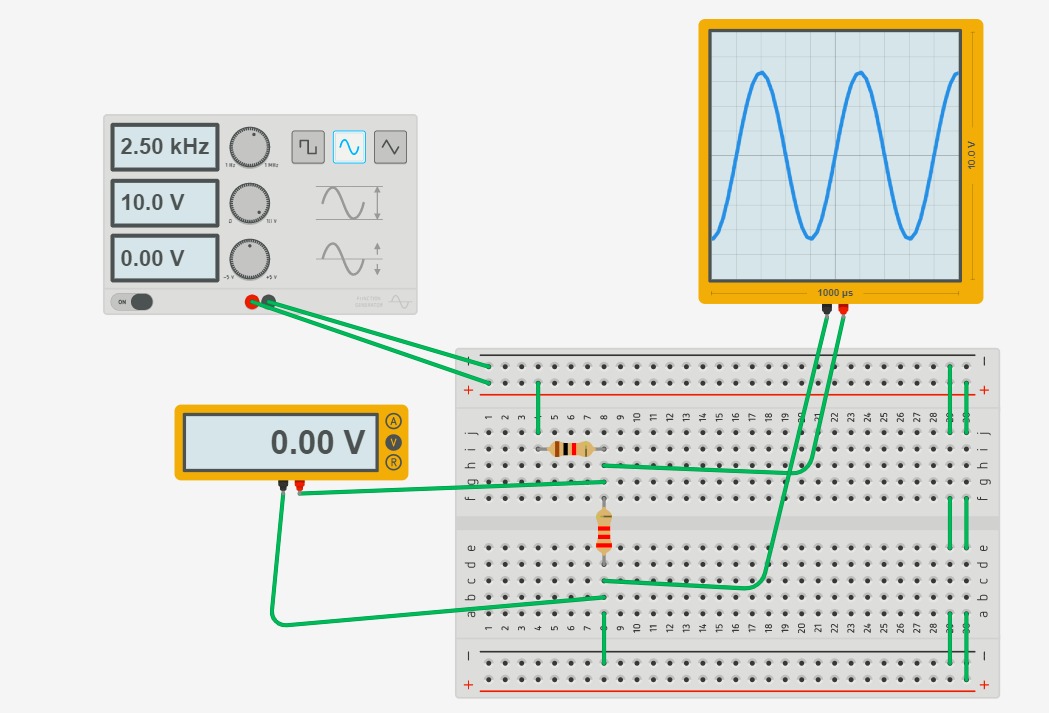 2.50 kHz
1 Hz
1 MHz
10.0 V
0
10 V
0.00 V
-5 V
+5 V
ON
FUNCTION
GENERATOR
10.0 V
1000 µs
0.00 V
A
V
R
− −
+ +
1 2 3 4 5 6 7 8 9 10 11 12 13 14 15 16 17 18 19 20 21 22 23 24 25 26 27 28 29 30
j j
i i
h h
g g
f f
e e
d d
c c
b b
a a
1 2 3 4 5 6 7 8 9 10 11 12 13 14 15 16 17 18 19 20 21 22 23 24 25 26 27 28 29 30
− −
+ +